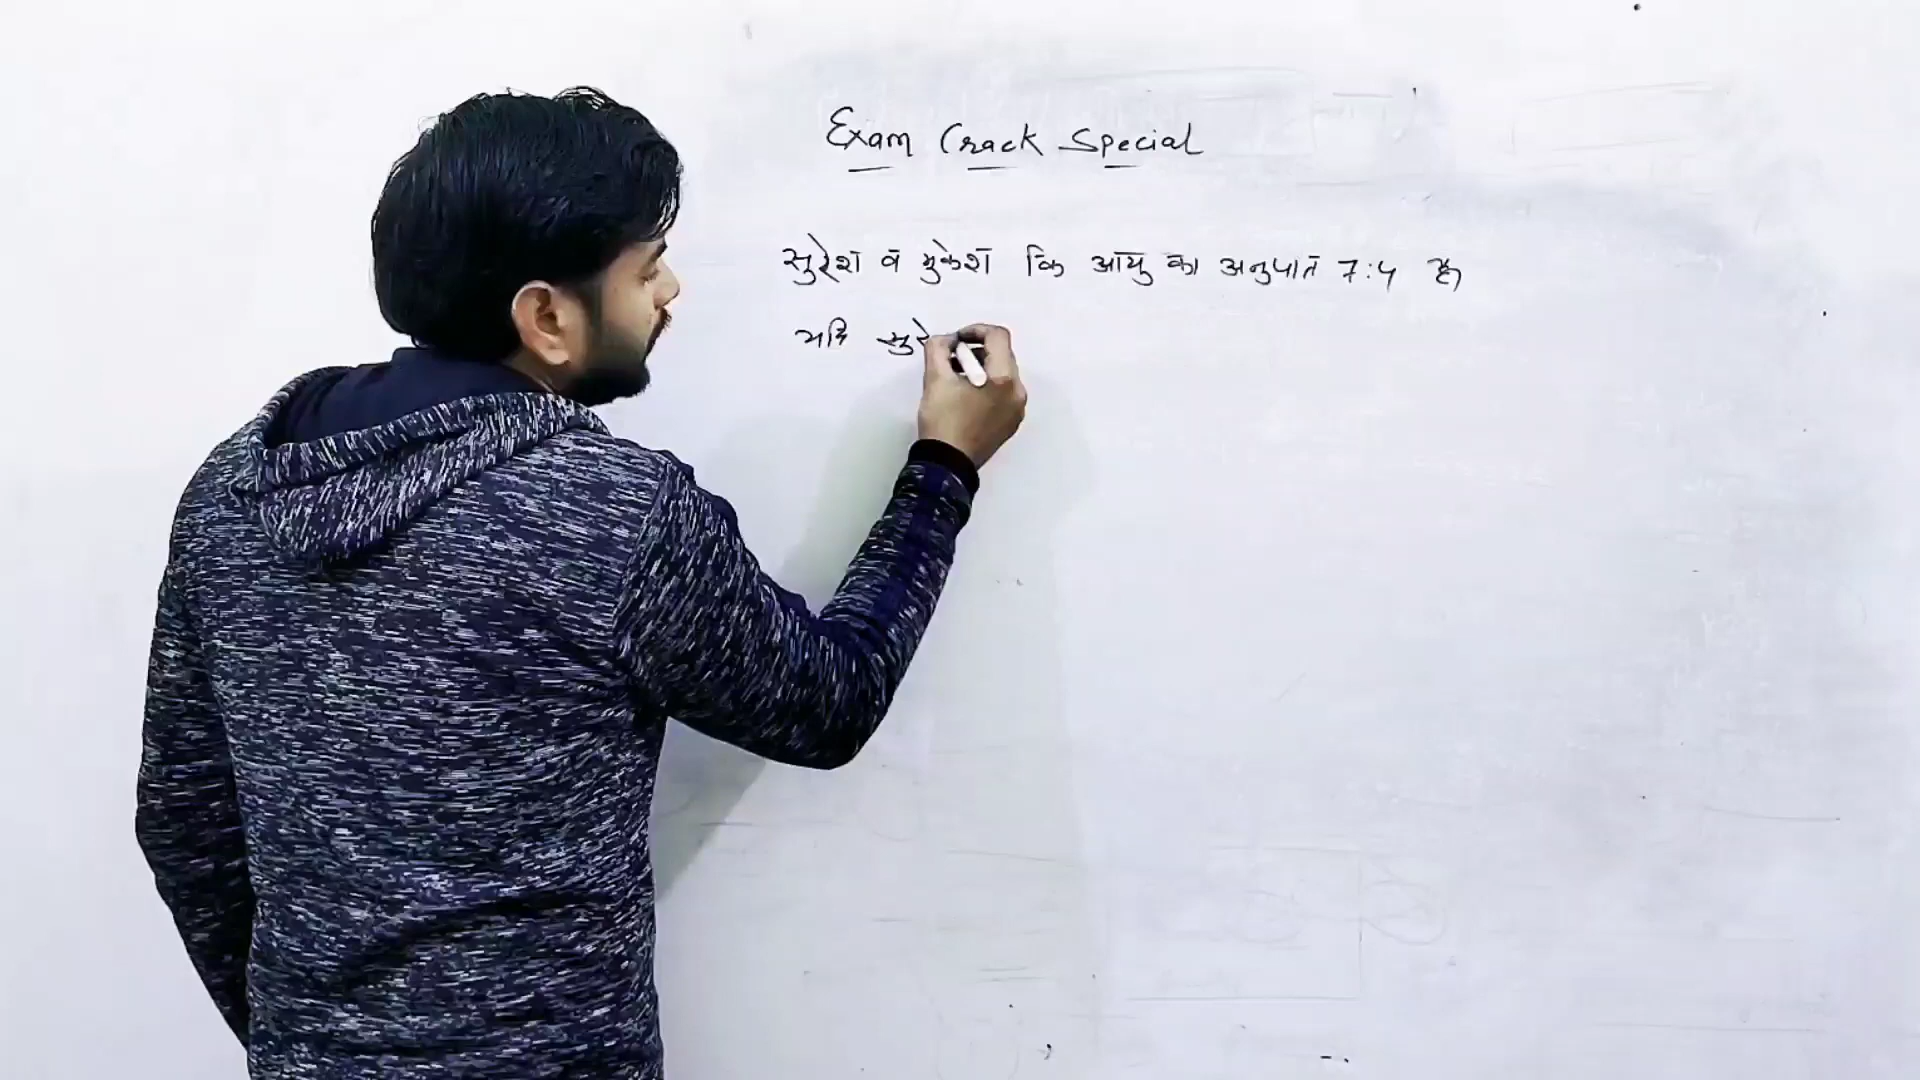 Exam Crack Special
सुरेश व मुकेश कि आयु का अनुपात 7:4 है
यदि सुरे